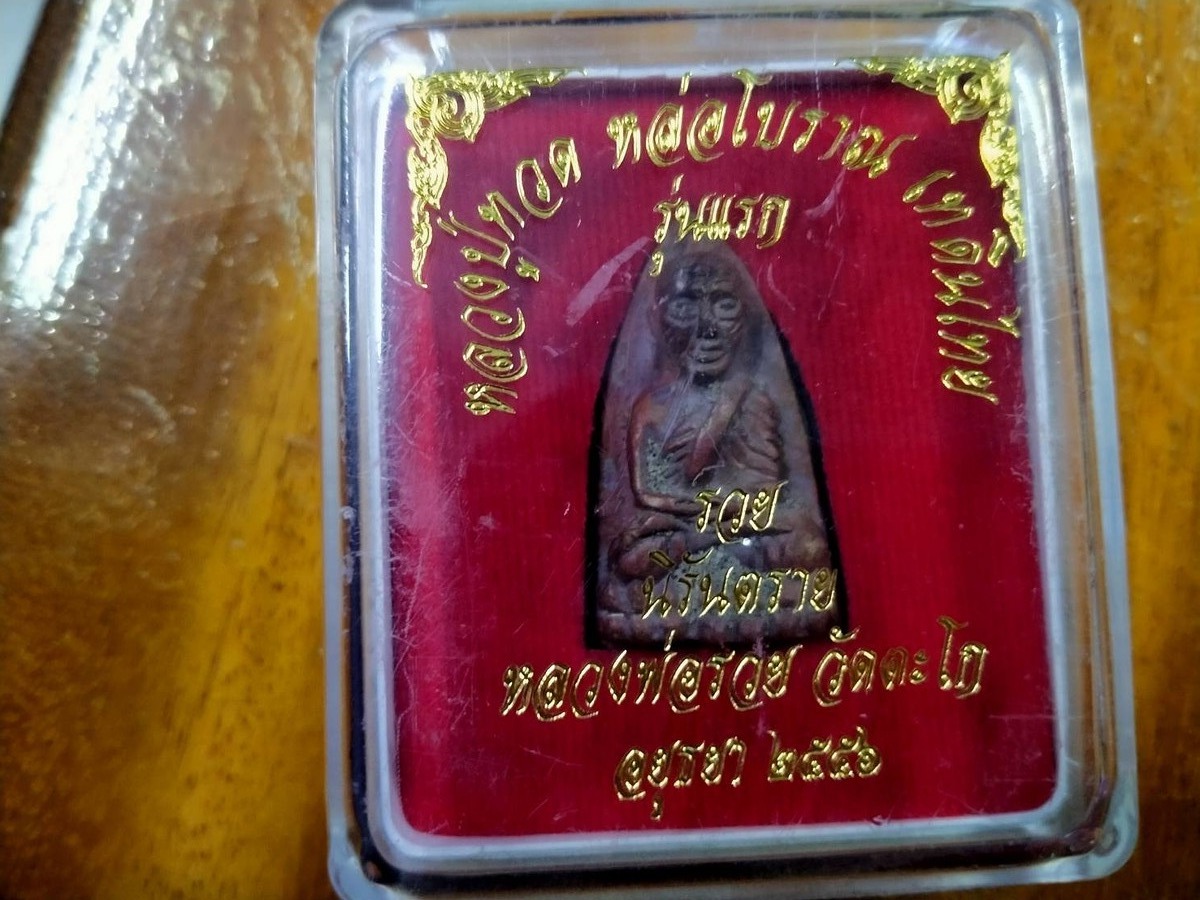 หลวงปู่ทวด หล่อโบราณ เทดินไทย
รุ่นแรก
รวย
นิรันตราย
หลวงพ่อรวย วัดตะโก
อยุธยา ๒๕๕๖